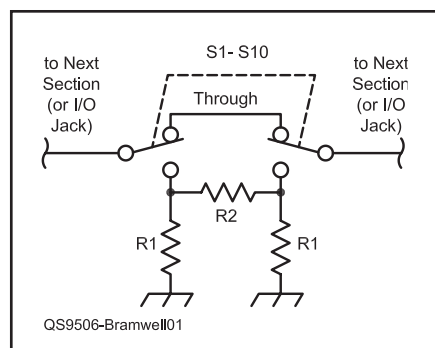 S1- S10
to Next
Section
(or I/O
Jack)
Through
to Next
Section
(or I/O
Jack)
R2
R1
R1
QS9506-Bramwell01